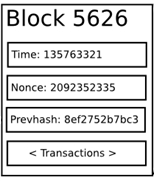 Block 5626
Time: 135763321
Nonce: 2092352335
Prevhash: 8ef2752b7bc3
< Transactions >